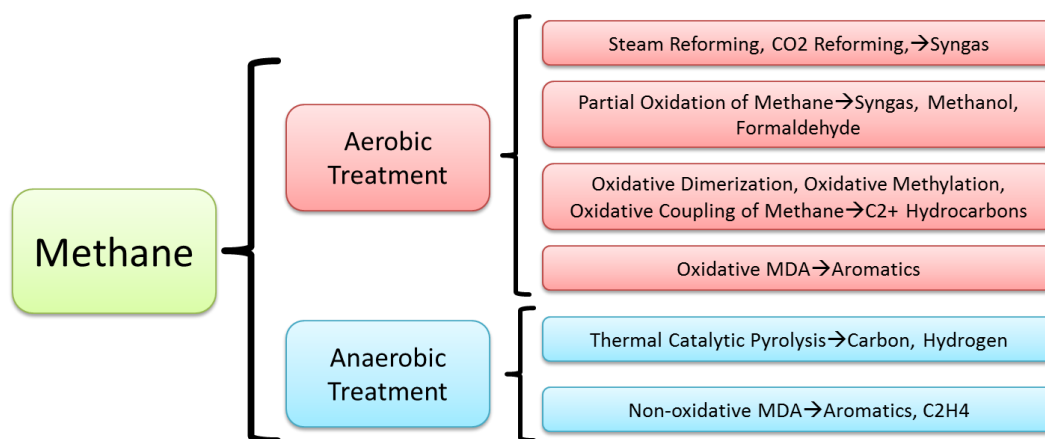 Methane
Aerobic
Treatment
Steam Reforming, CO2 Reforming,→Syngas
Partial Oxidation of Methane→Syngas, Methanol,
Formaldehyde
Oxidative Dimerization, Oxidative Methylation,
Oxidative Coupling of Methane→C2+ Hydrocarbons
Oxidative MDA→Aromatics
Anaerobic
Treatment
Thermal Catalytic Pyrolysis→Carbon, Hydrogen
Non-oxidative MDA→Aromatics, C2H4